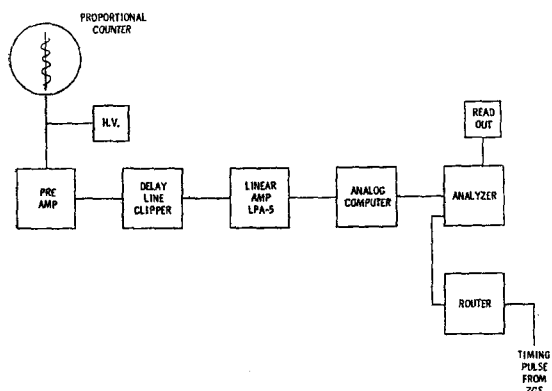 PROPORTIONAL
COUNTER
H.V.
READ
OUT
PRE
AMP
DELAY
LINE
CLIPPER
LINEAR
AMP
LPA-5
ANALOG
COMPUTER
ANALYZER
ROUTER
TIMING
PULSE
FROM